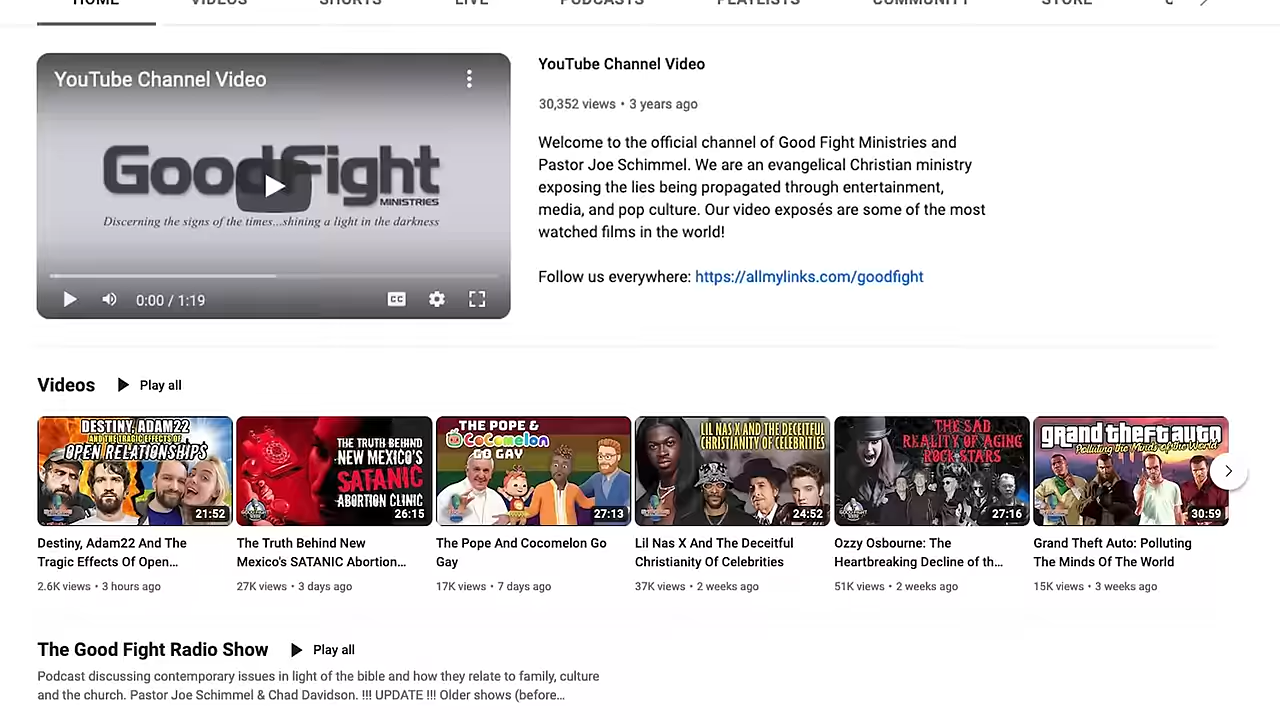 HOME VIDEOS SHORTS LIVE PODCASTS PLAYLISTS COMMUNITY STORE
YouTube Channel Video
GoodFight
MINISTRIES
Discerning the signs of the times...shining a light in the darkness
0:00 / 1:19
CC
YouTube Channel Video
30,352 views • 3 years ago
Welcome to the official channel of Good Fight Ministries and
Pastor Joe Schimmel. We are an evangelical Christian ministry
exposing the lies being propagated through entertainment,
media, and pop culture. Our video exposés are some of the most
watched films in the world!
Follow us everywhere: https://allmylinks.com/goodfight
Videos Play all
DESTINY, ADAM22
AND THE TRAGIC EFFECTS OF
OPEN RELATIONSHIPS
21:52
Destiny, Adam22 And The
Tragic Effects Of Open...
2.6K views • 3 hours ago
THE TRUTH BEHIND
NEW MEXICO'S
SATANIC
ABORTION CLINIC
26:15
The Truth Behind New
Mexico's SATANIC Abortion...
27K views • 3 days ago
THE POPE &
CoComelon
GO GAY
27:13
The Pope And Cocomelon Go
Gay
17K views • 7 days ago
LIL NAS X AND THE DECEITFUL
CHRISTIANITY OF CELEBRITIES
24:52
Lil Nas X And The Deceitful
Christianity Of Celebrities
37K views • 2 weeks ago
THE SAD
REALITY OF AGING
ROCK STARS
27:16
Ozzy Osbourne: The
Heartbreaking Decline of th...
51K views • 2 weeks ago
grand theft auto
Polluting the Minds of the World
30:59
Grand Theft Auto: Polluting
The Minds Of The World
15K views • 3 weeks ago
The Good Fight Radio Show Play all
Podcast discussing contemporary issues in light of the bible and how they relate to family, culture
and the church. Pastor Joe Schimmel & Chad Davidson. !!! UPDATE !!! Older shows (before...